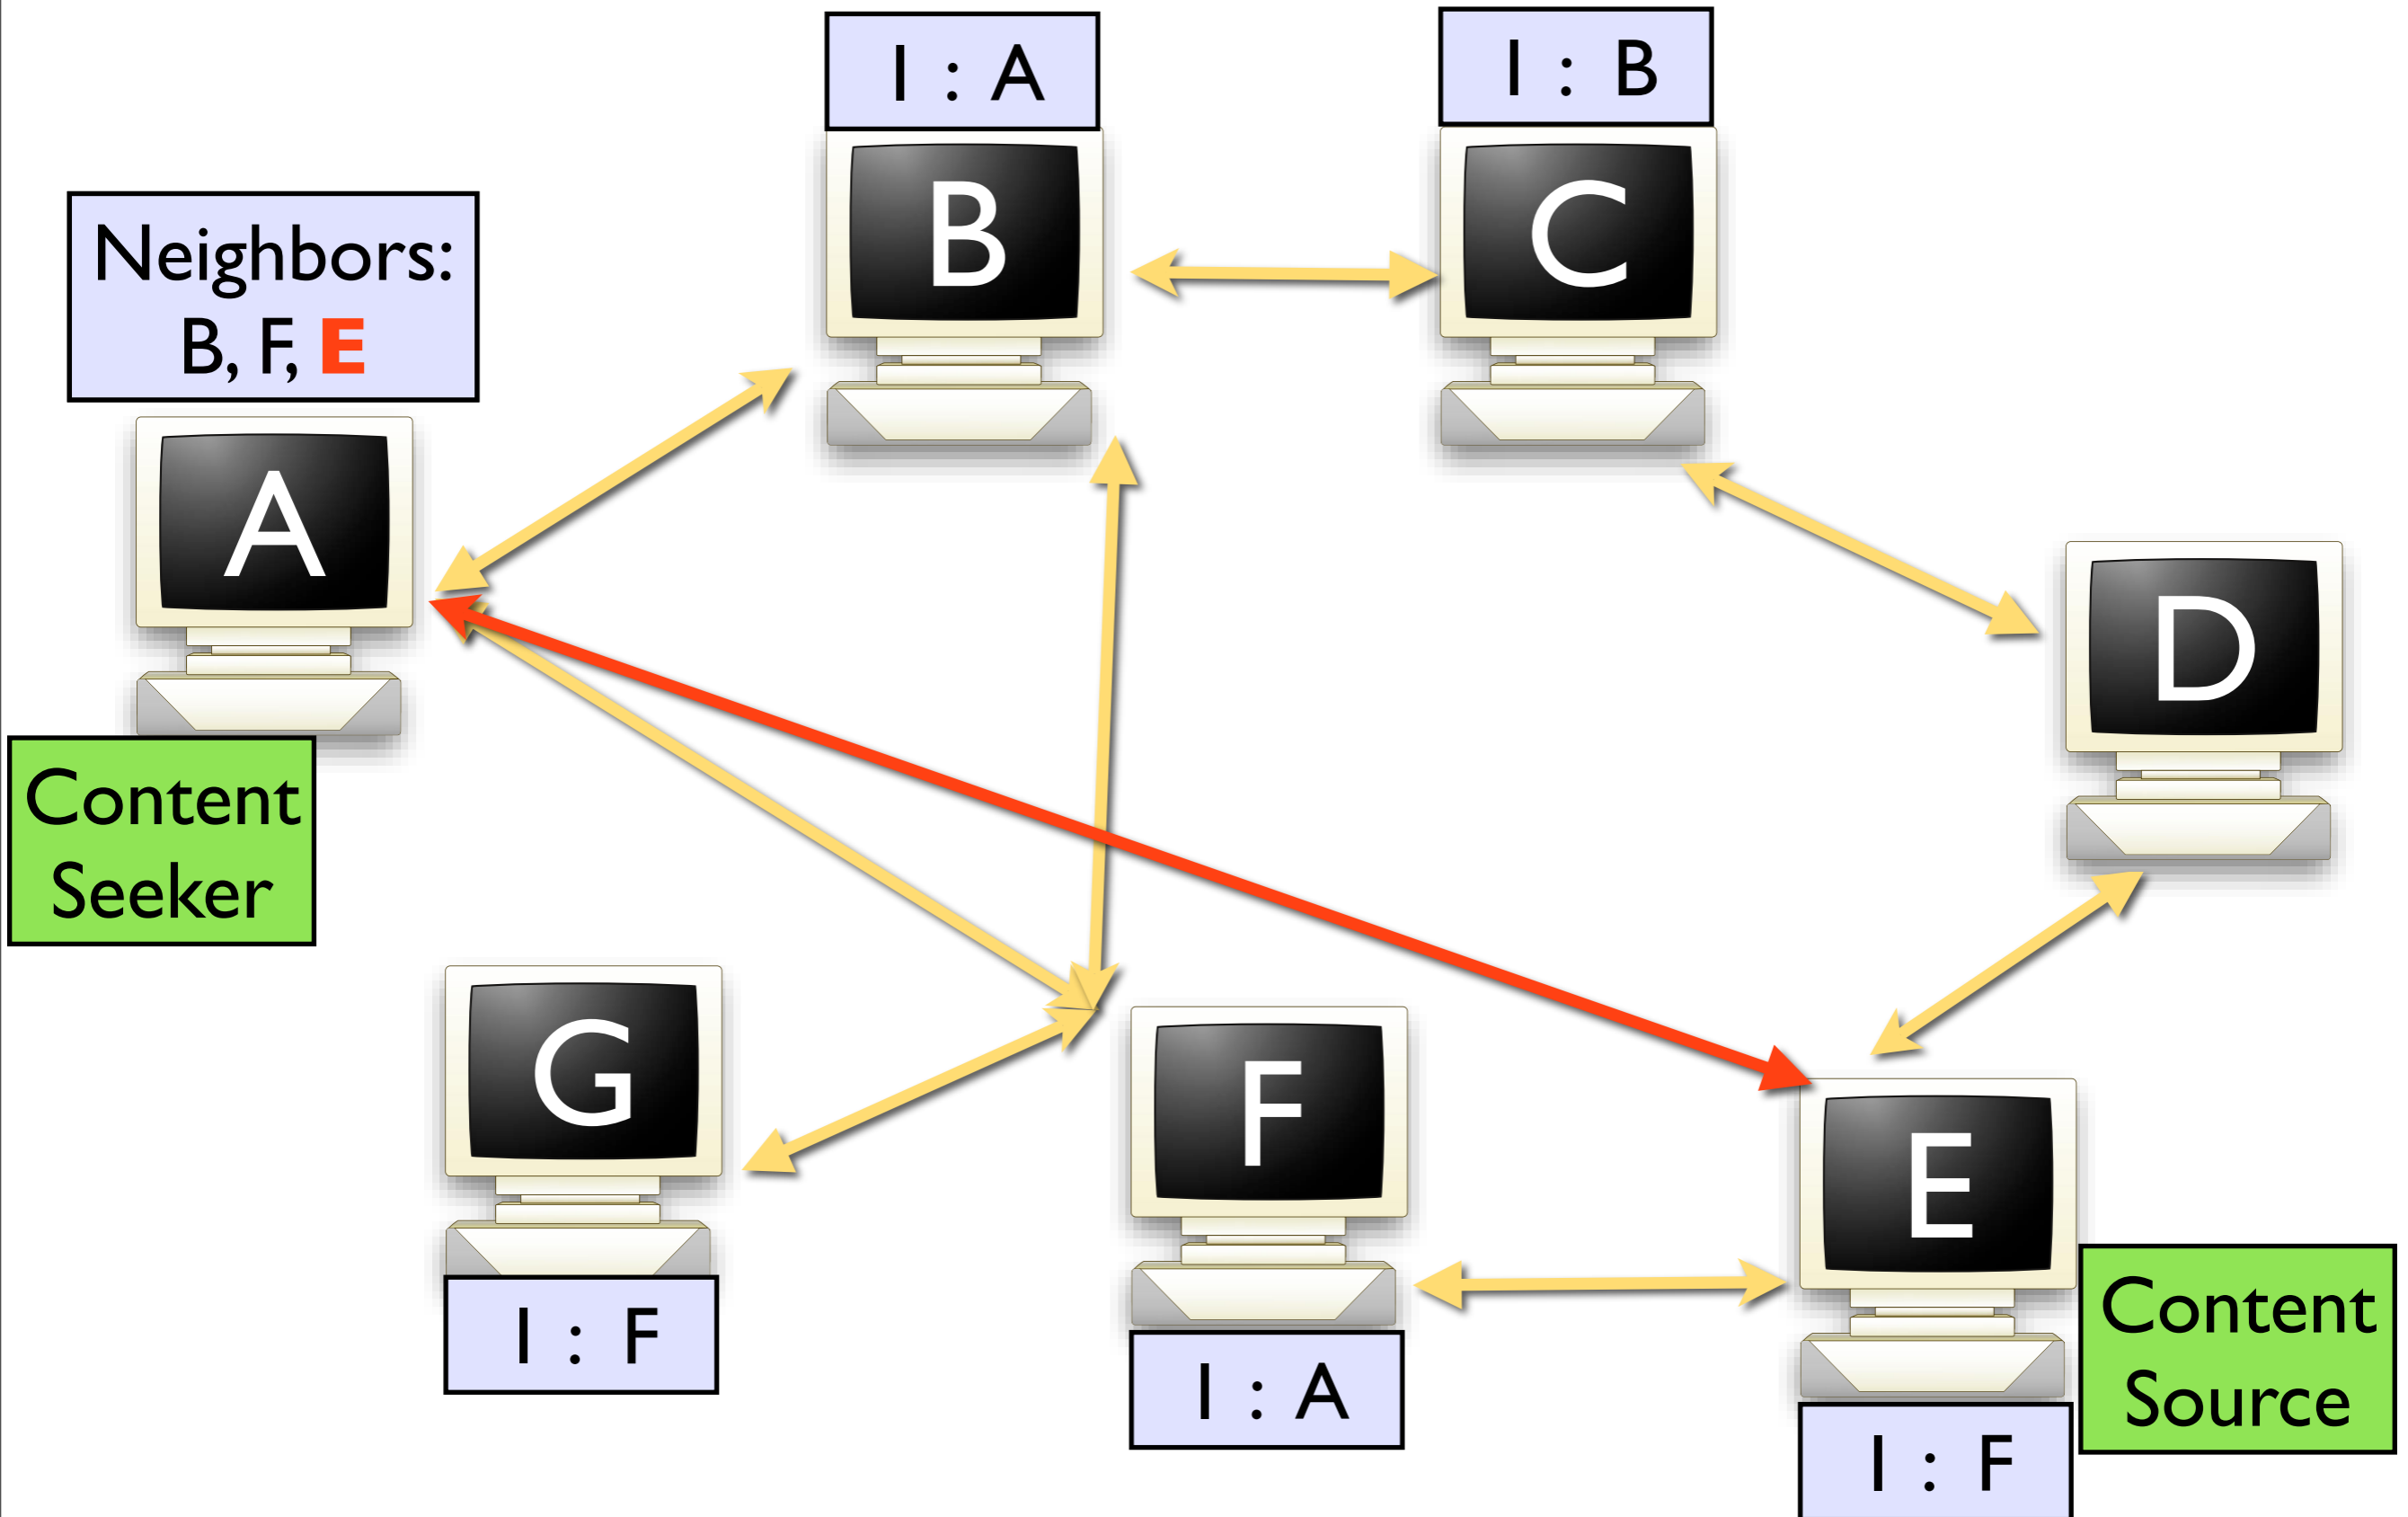 I : A
I : B
B
C
Neighbors:
B, F, E
A
D
Content
Seeker
G
F
E
Content
Source
I : F
I : A
I : F